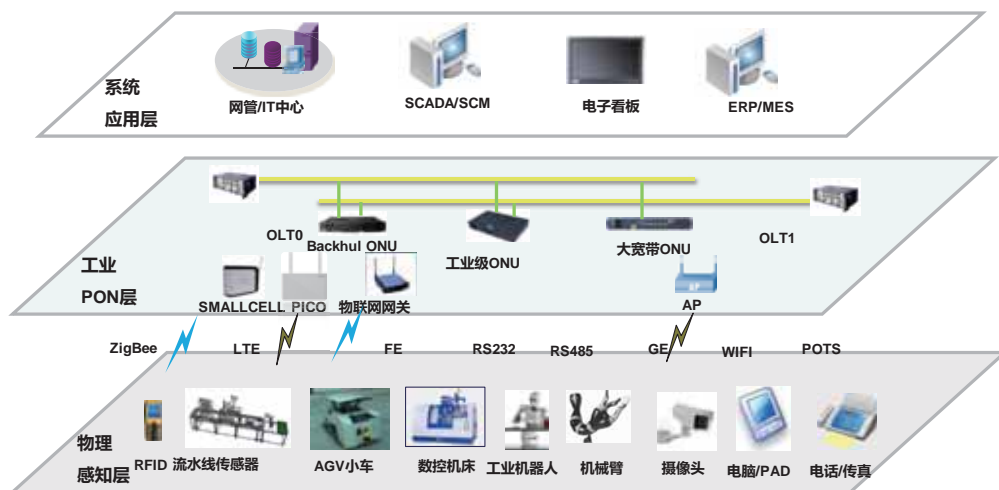 系统
应用层
网管/IT中心
SCADA/SCM
电子看板
ERP/MES
OLT0
Backhul ONU
工业级ONU
大宽带ONU
OLT1
工业
PON层
SMALLCELL
PICO
物联网网关
AP
AP
ZigBee
LTE
FE
RS232
RS485
GE
WIFI
POTS
物理
感知层
RFID
流水线传感器
AGV小车
数控机床
工业机器人
机械臂
摄像头
电脑/PAD
电话/传真